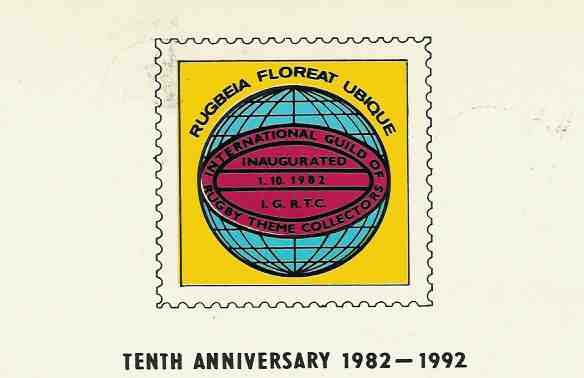 RUGBEIA FLOREAT UBIQUE
INTERNATIONAL GUILD OF
INAUGURATED
1.10.1982
I.G.R.T.C.
RUGBY THEME COLLECTORS
TENTH ANNIVERSARY 1982—1992